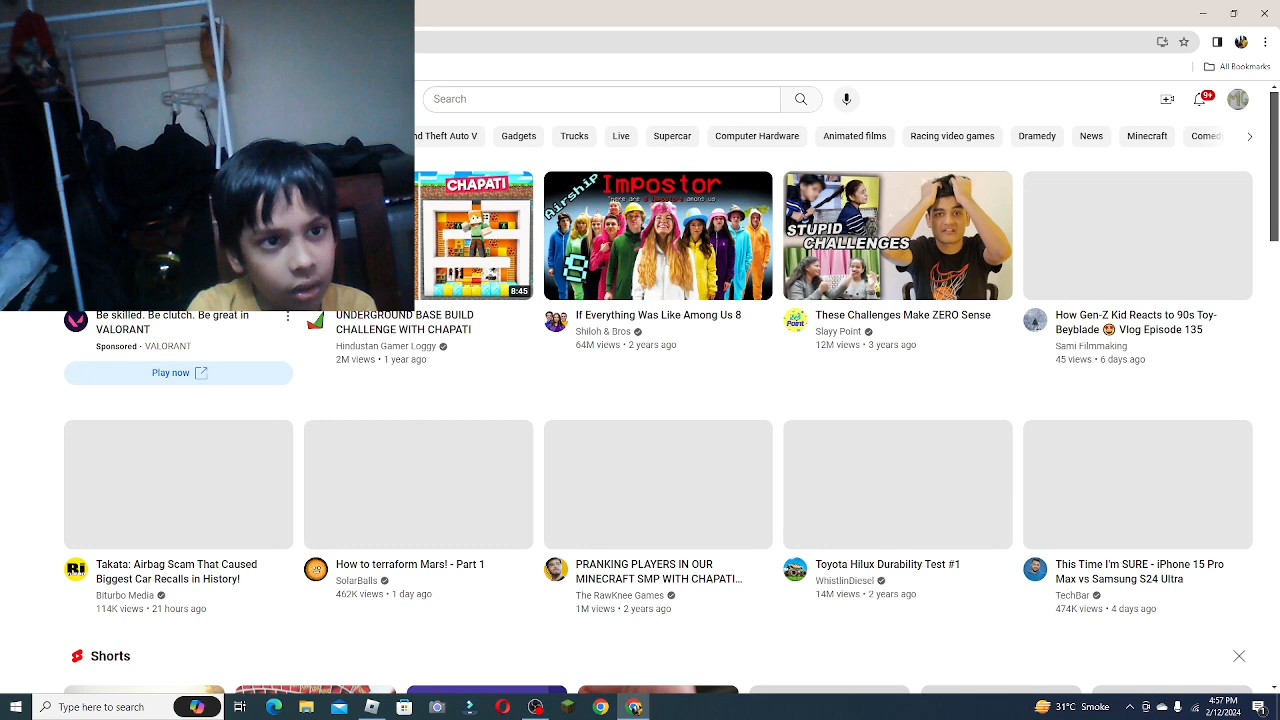 Search
9+
All Bookmarks
nd Theft Auto V
Gadgets
Trucks
Live
Supercar
Computer Hardware
Animated films
Racing video games
Dramedy
News
Minecraft
Comed
CHAPATI
8:45
Airship
Impostor
STUPID
CHALLENGES
Be skilled. Be clutch. Be great in
VALORANT
Sponsored · VALORANT
Play now
UNDERGROUND BASE BUILD
CHALLENGE WITH CHAPATI
Hindustan Gamer Loggy
2M views • 1 year ago
If Everything Was Like Among Us 8
Shiloh & Bros
64M views • 2 years ago
Point
These Challenges Make ZERO Sense
Slayy Point
12M views • 3 years ago
How Gen-Z Kid Reacts to 90s Toy-
Beyblade 😍 Vlog Episode 135
Sami Filmmaking
45 views • 6 days ago
Ri
Takata: Airbag Scam That Caused
Biggest Car Recalls in History!
Biturbo Media
114K views • 21 hours ago
How to terraform Mars! - Part 1
SolarBalls
462K views • 1 day ago
PRANKING PLAYERS IN OUR
MINECRAFT SMP WITH CHAPATI...
The RawKnee Games
1M views • 2 years ago
Toyota Hilux Durability Test #1
WhistlinDiesel
14M views • 2 years ago
This Time I'm SURE - iPhone 15 Pro
Max vs Samsung S24 Ultra
TechBar
474K views • 4 days ago
Shorts
Type here to search
31°C Smoke
4:57 PM
2/12/2024